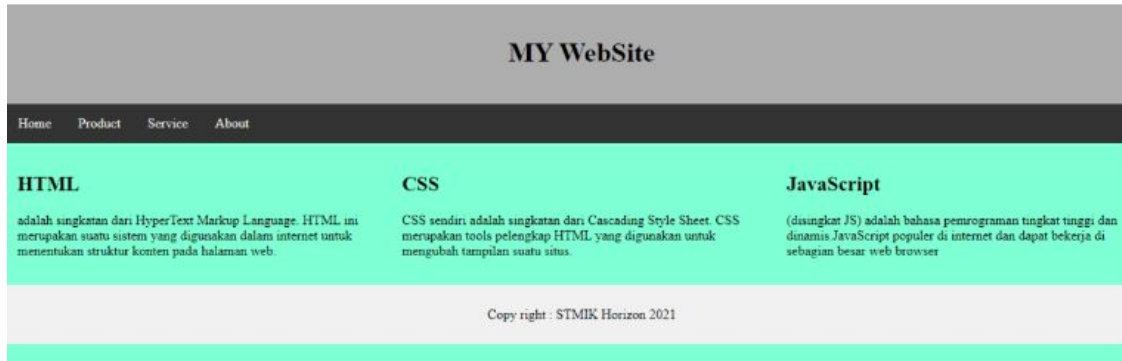 MY WebSite
Home Product Service About
HTML
adalah singkatan dari HyperText Markup Language. HTML ini
merupakan suatu sistem yang digunakan dalam internet untuk
menentukan struktur konten pada halaman web.
CSS
CSS sendiri adalah singkatan dari Cascading Style Sheet. CSS
merupakan tools pelengkap HTML yang digunakan untuk
mengubah tampilan suatu situs.
JavaScript
(disingkat JS) adalah bahasa pemrograman tingkat tinggi dan
dinamis.JavaScript populer di internet dan dapat bekerja di
sebagian besar web browser
Copy right : STMIK Horizon 2021